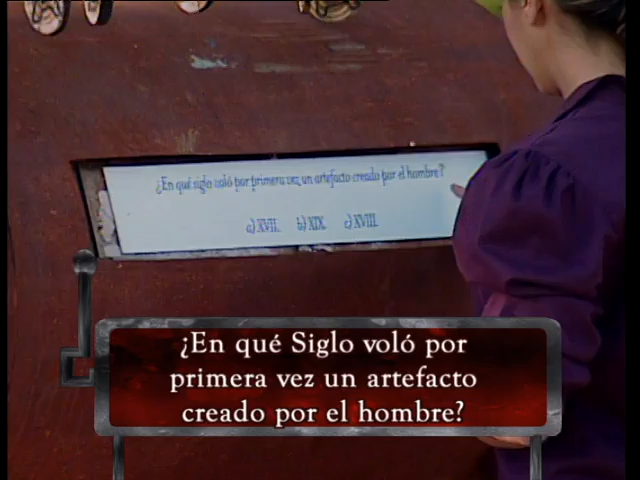 ¿En qué siglo voló por primera vez un artefacto creado por el hombre?
a) XVII. b) XIX. c) XVIII.
¿En qué Siglo voló por
primera vez un artefacto
creado por el hombre?